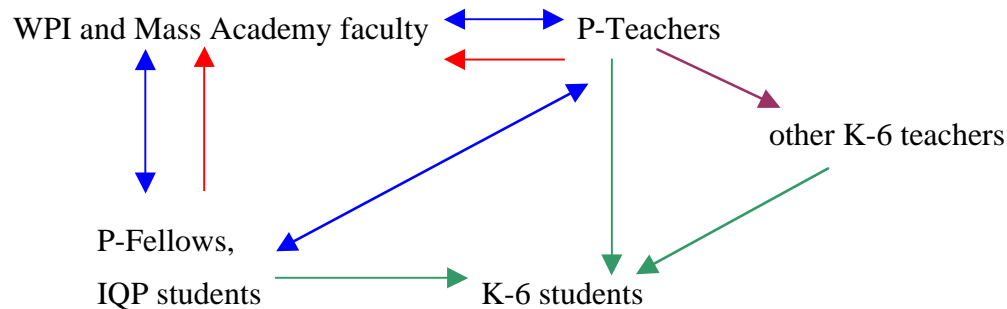 WPI and Mass Academy faculty
P-Teachers
other K-6 teachers
P-Fellows,
IQP students
K-6 students